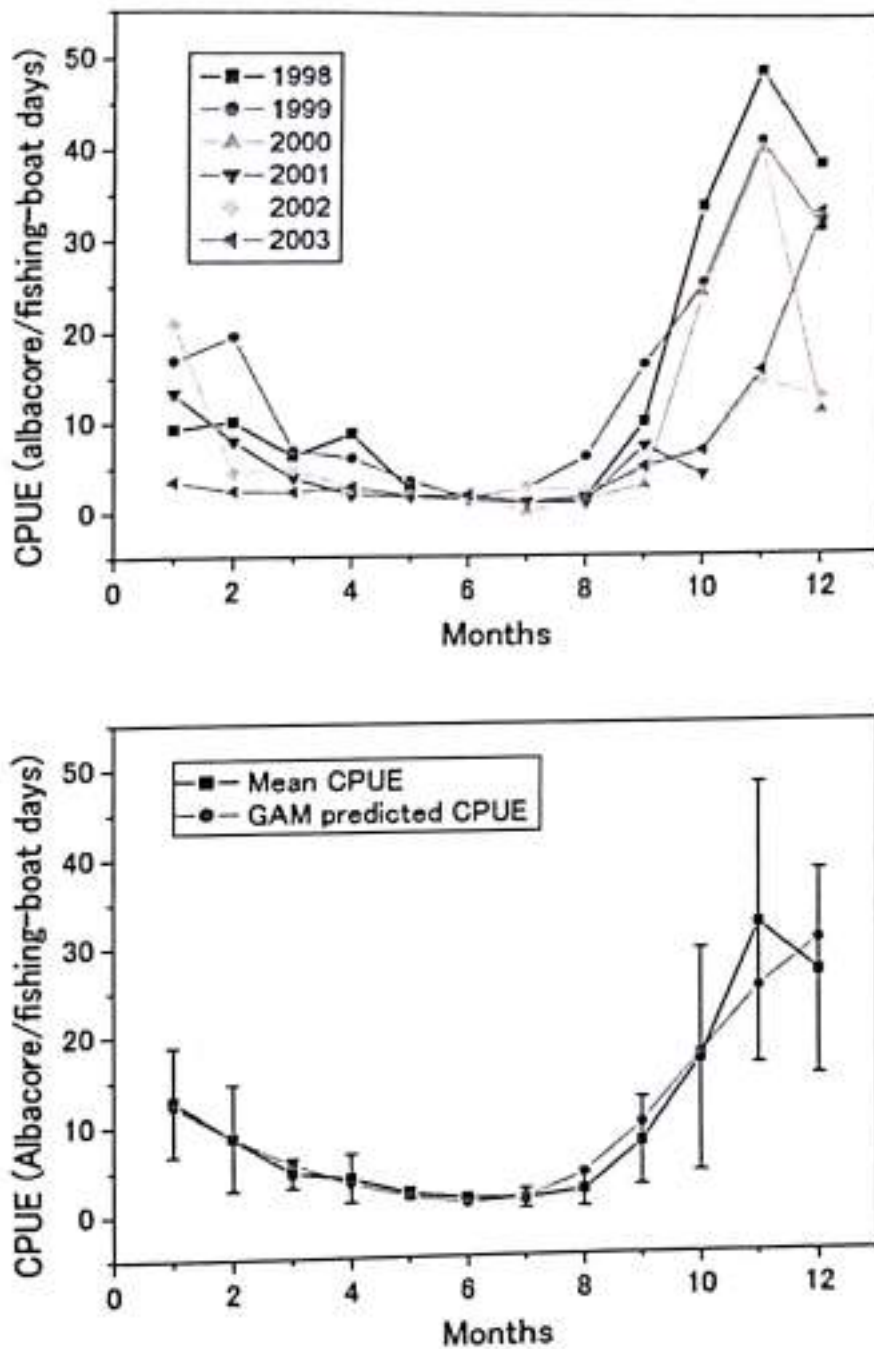 CPUE (albacore/fishing-boat days)
50
40
30
20
10
0
1998
1999
2000
2001
2002
2003
0 2 4 6 8 10 12
Months
CPUE (Albacore/fishing-boat days)
50
40
30
20
10
0
Mean CPUE
GAM predicted CPUE
0 2 4 6 8 10 12
Months